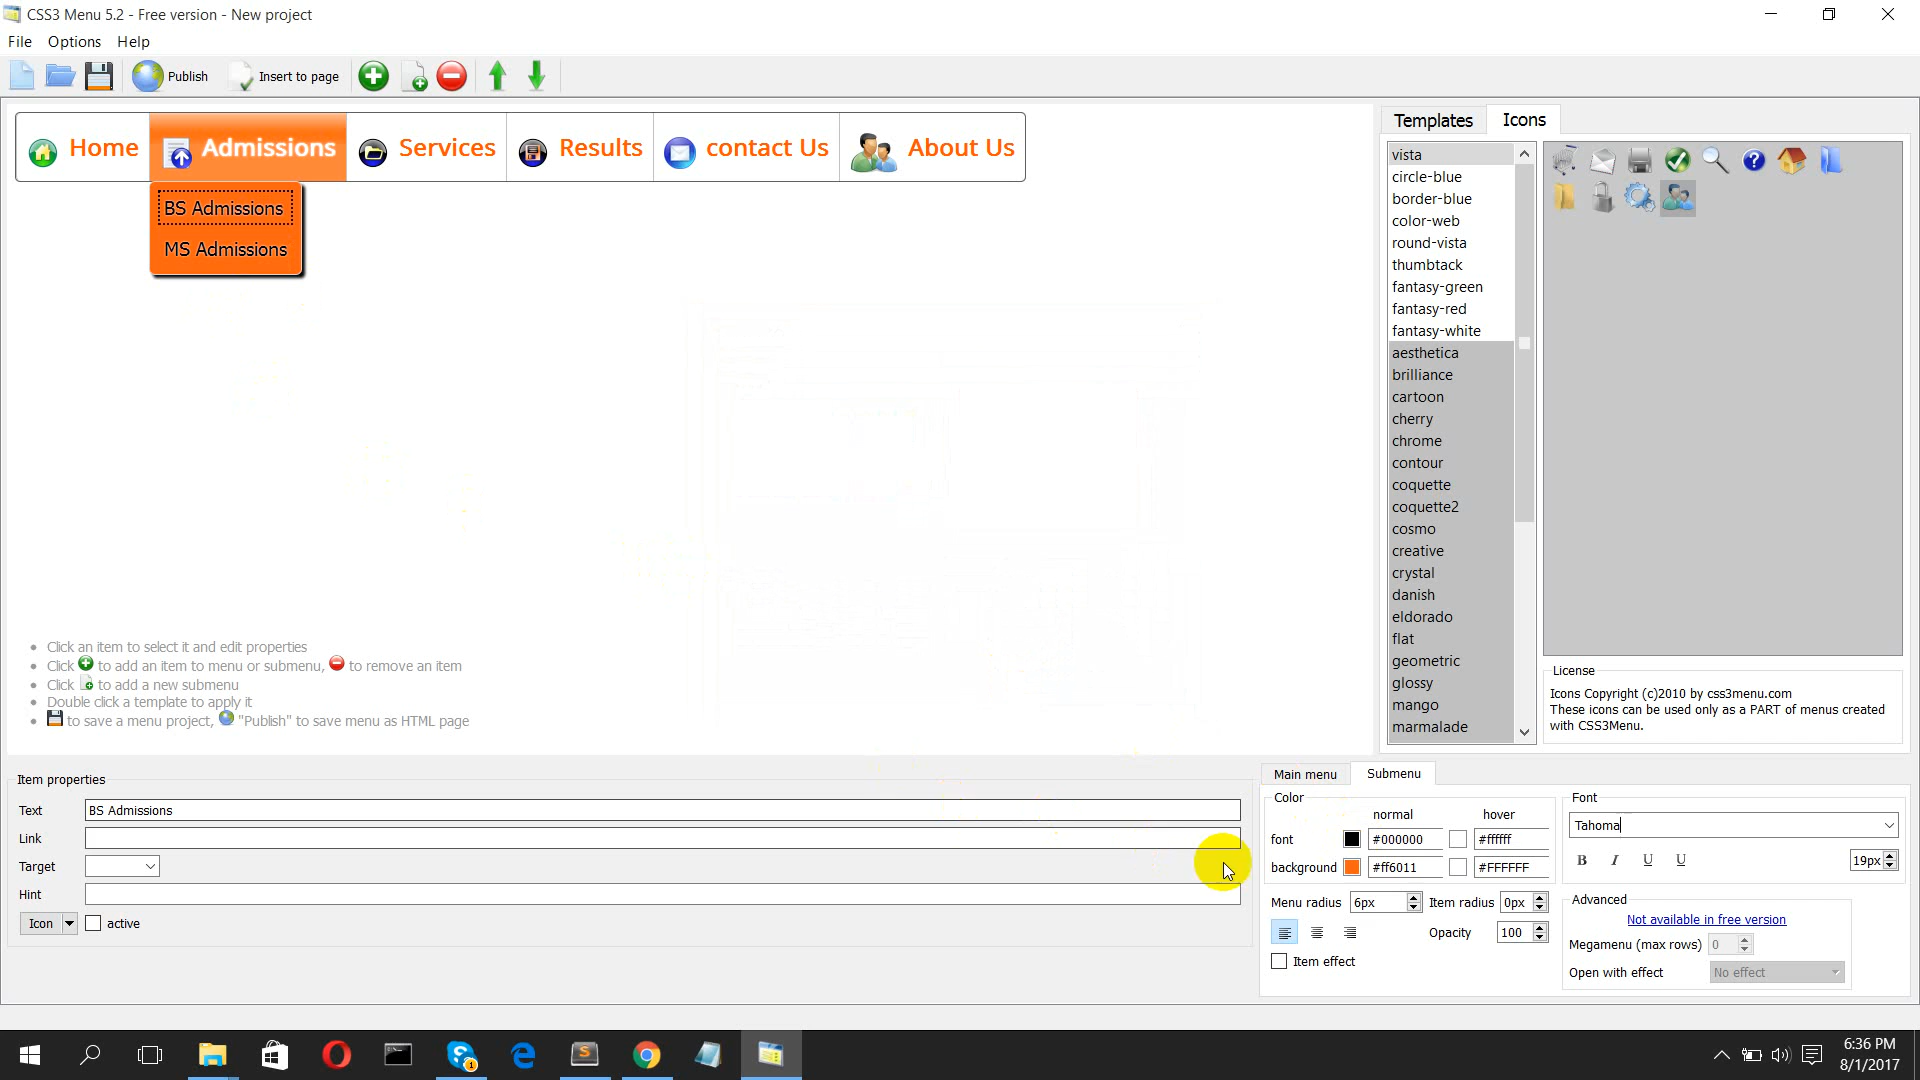 CSS3 Menu 5.2 - Free version - New project
File Options Help
Publish Insert to page
Templates Icons
Home Admissions Services Results contact Us About Us
BS Admissions
MS Admissions
vista
circle-blue
border-blue
color-web
round-vista
thumbtack
fantasy-green
fantasy-red
fantasy-white
aesthetica
brilliance
cartoon
cherry
chrome
contour
coquette
coquette2
cosmo
creative
crystal
danish
eldorado
flat
geometric
glossy
mango
marmalade
License
Icons Copyright (c)2010 by css3menu.com
These icons can be used only as a PART of menus created
with CSS3Menu.
Click an item to select it and edit properties
Click to add an item to menu or submenu, to remove an item
Click to add a new submenu
Double click a template to apply it
to save a menu project, "Publish" to save menu as HTML page
Item properties
Text BS Admissions
Link
Target
Hint
Icon active
Main menu Submenu
Color
normal hover
font #000000 #ffffff
background #ff6011 #FFFFFF
Menu radius 6px Item radius 0px
Opacity 100
Item effect
Font
Tahoma
B I U U 19px
Advanced
Not available in free version
Megamenu (max rows) 0
Open with effect No effect
6:36 PM
8/1/2017